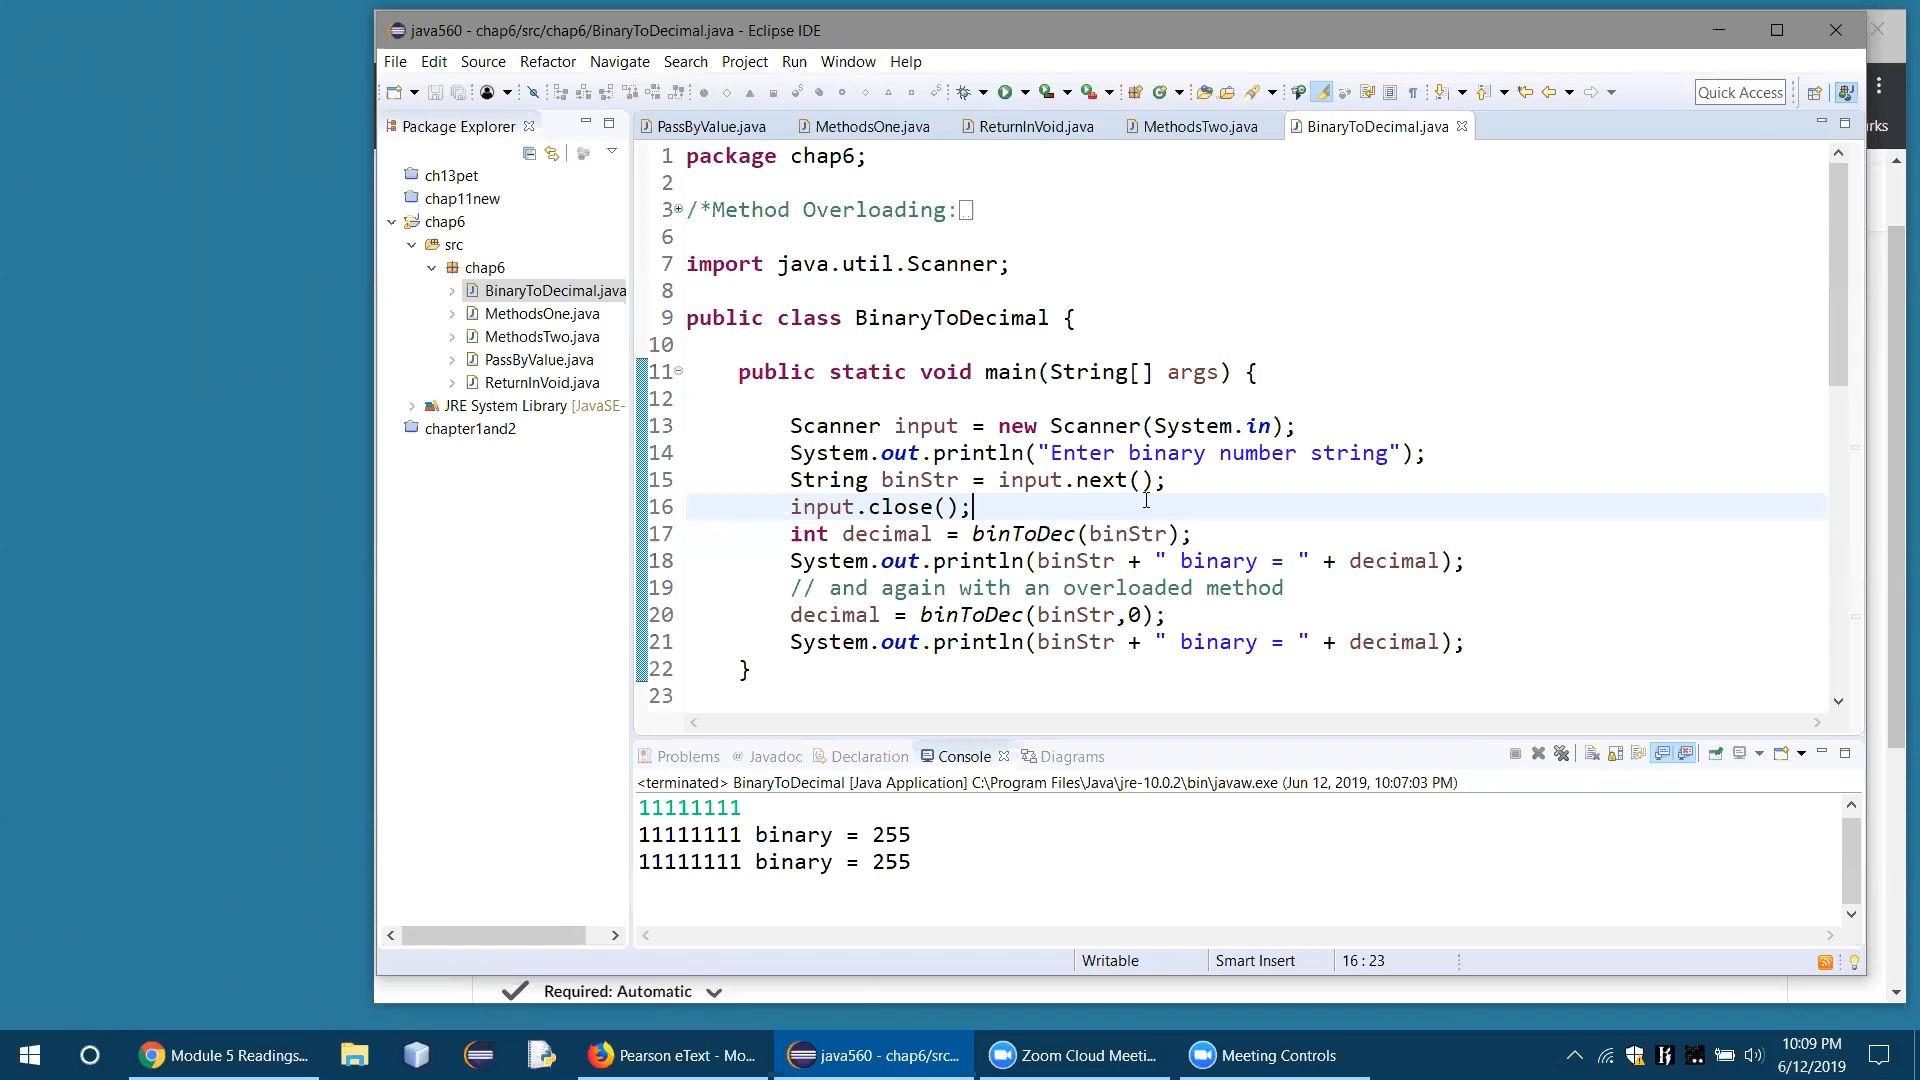 java560 - chap6/src/chap6/BinaryToDecimal.java - Eclipse IDE
File Edit Source Refactor Navigate Search Project Run Window Help
Quick Access
Package Explorer
PassByValue.java MethodsOne.java ReturnInVoid.java MethodsTwo.java BinaryToDecimal.java
rks
ch13pet
chap11new
chap6
src
chap6
BinaryToDecimal.java
MethodsOne.java
MethodsTwo.java
PassByValue.java
ReturnInVoid.java
JRE System Library [JavaSE-
chapter1and2
1 package chap6;
2
3 /*Method Overloading:
6
7 import java.util.Scanner;
8
9 public class BinaryToDecimal {
10
11 public static void main(String[] args) {
12
13 Scanner input = new Scanner(System.in);
14 System.out.println("Enter binary number string");
15 String binStr = input.next();
16 input.close();
17 int decimal = binToDec(binStr);
18 System.out.println(binStr + " binary = " + decimal);
19 // and again with an overloaded method
20 decimal = binToDec(binStr,0);
21 System.out.println(binStr + " binary = " + decimal);
22 }
23
Problems @ Javadoc Declaration Console Diagrams
<terminated> BinaryToDecimal [Java Application] C:\Program Files\Java\jre-10.0.2\bin\javaw.exe (Jun 12, 2019, 10:07:03 PM)
11111111
11111111 binary = 255
11111111 binary = 255
Writable Smart Insert 16 : 23
Required: Automatic
Module 5 Readings... Pearson eText - Mo... java560 - chap6/src... Zoom Cloud Meeti... Meeting Controls
10:09 PM
6/12/2019